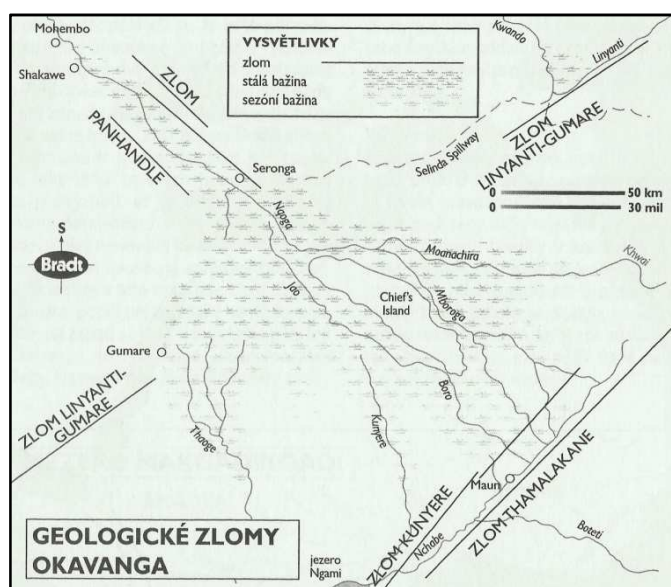 Mohembo
Shakawe
ZLOM
PANHANDLE
Seronga
VYSVĚTLIVKY
zlom
stálá bažina
sezóní bažina
Kwando
Linyanti
Selinda Spillway
ZLOM
LINYANTI-GUMARE
0 50 km
0 30 mil
S
Bradt
Nqoga
Jao
Moanachira
Khwai
Chief's
Island
Mboroga
Gumare
ZLOM LINYANTI-
GUMARE
Thaoge
Kunyere
Boro
Maun
ZLOM KUNYERE
ZLOM THAMALAKANE
Nchabe
Boteti
jezero
Ngami
GEOLOGICKÉ ZLOMY
OKAVANGA